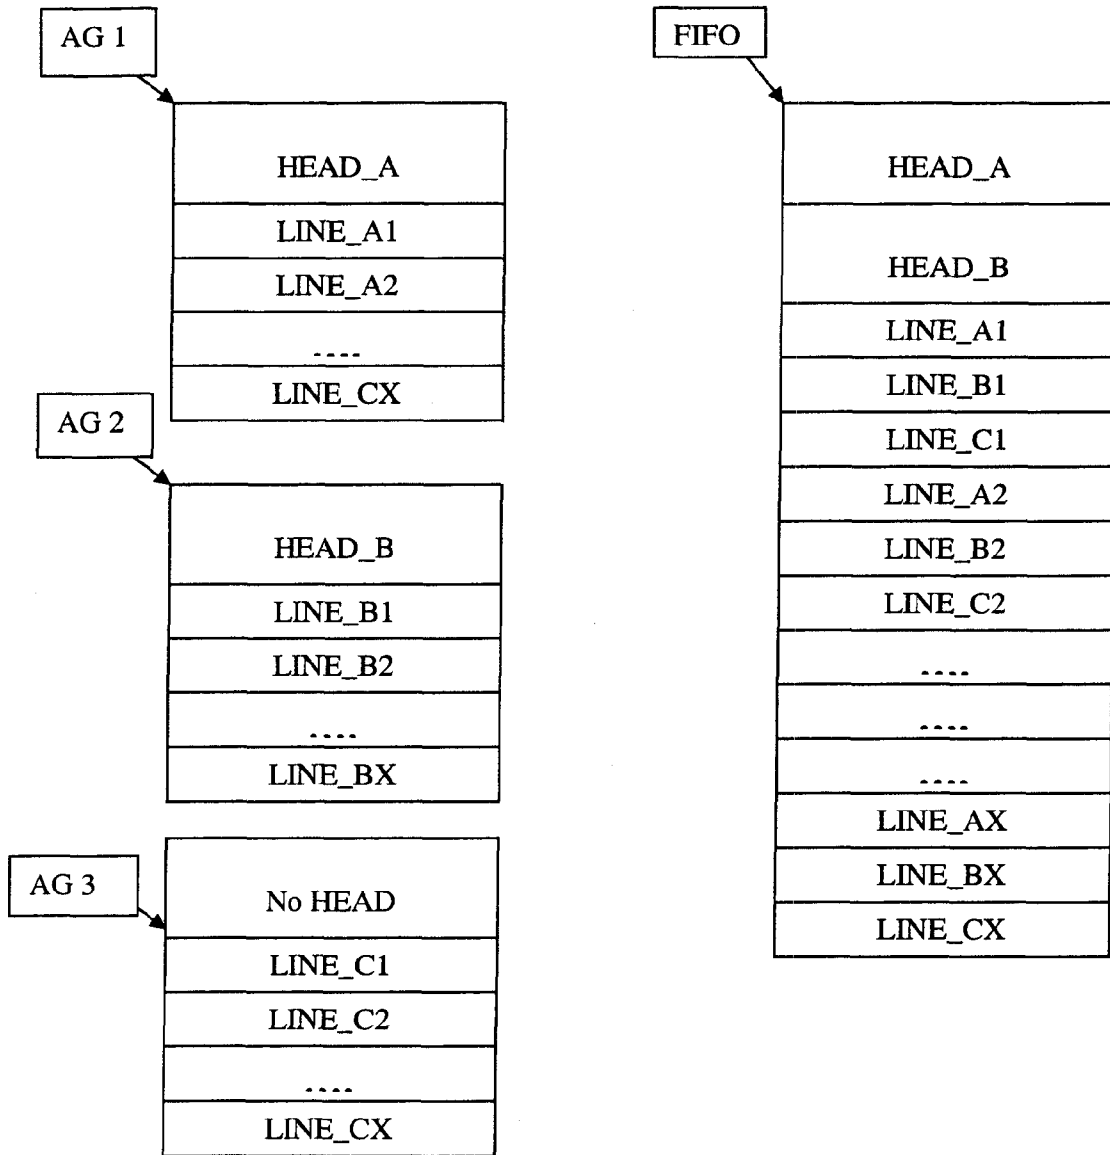 AG 1
HEAD_A
LINE_A1
LINE_A2
....
LINE_CX
AG 2
HEAD_B
LINE_B1
LINE_B2
....
LINE_BX
AG 3
No HEAD
LINE_C1
LINE_C2
....
LINE_CX
FIFO
HEAD_A
HEAD_B
LINE_A1
LINE_B1
LINE_C1
LINE_A2
LINE_B2
LINE_C2
....
....
....
LINE_AX
LINE_BX
LINE_CX